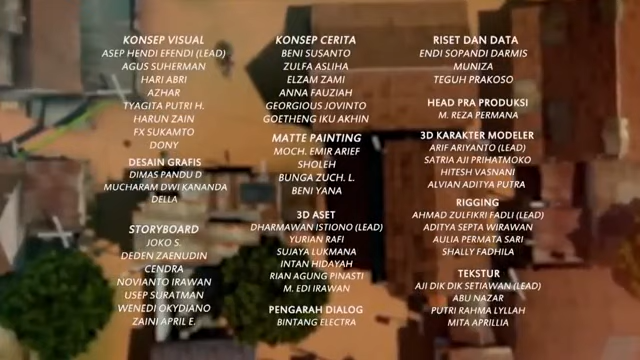 KONSEP VISUAL
ASEP HENDI EFENDI (LEAD)
AGUS SUHERMAN
HARI ABRI
AZHAR
TYAGITA PUTRI H.
HARUN ZAIN
FX SUKAMTO
DONY
DESAIN GRAFIS
DIMAS PANDU D
MUCHARAM DWI KANANDA
DELLA
STORYBOARD
JOKO S.
DEDEN ZAENUDIN
CENDRA
NOVIANTO IRAWAN
USEP SURATMAN
WENEDI OKYDIANO
ZAINI APRIL E.
KONSEP CERITA
BENI SUSANTO
ZULFA ASLIHA
ELZAM ZAMI
ANNA FAUZIAH
GEORGIOUS JOVINTO
GOETHENG IKU AKHIN
MATTE PAINTING
MOCH. EMIR ARIEF
SHOLEH
BUNGA ZUCH. L.
BENI YANA
3D ASET
DHARMAWAN ISTIONO (LEAD)
YURIAN RAFI
SUJAYA LUKMANA
INTAN HIDAYAH
RIAN AGUNG PINASTI
M. EDI IRAWAN
PENGARAH DIALOG
BINTANG ELECTRA
RISET DAN DATA
ENDI SOPANDI DARMIS
MUNIZA
TEGUH PRAKOSO
HEAD PRA PRODUKSI
M. REZA PERMANA
3D KARAKTER MODELER
ARIF ARIYANTO (LEAD)
SATRIA AJI PRIHATMOKO
HITESH VASNANI
ALVIAN ADITYA PUTRA
RIGGING
AHMAD ZULFIKRI FADLI (LEAD)
ADITYA SEPTA WIRAWAN
AULIA PERMATA SARI
SHALLY FADHILA
TEKSTUR
AJI DIK DIK SETIAWAN (LEAD)
ABU NAZAR
PUTRI RAHMA LYLLAH
MITA APRILLIA